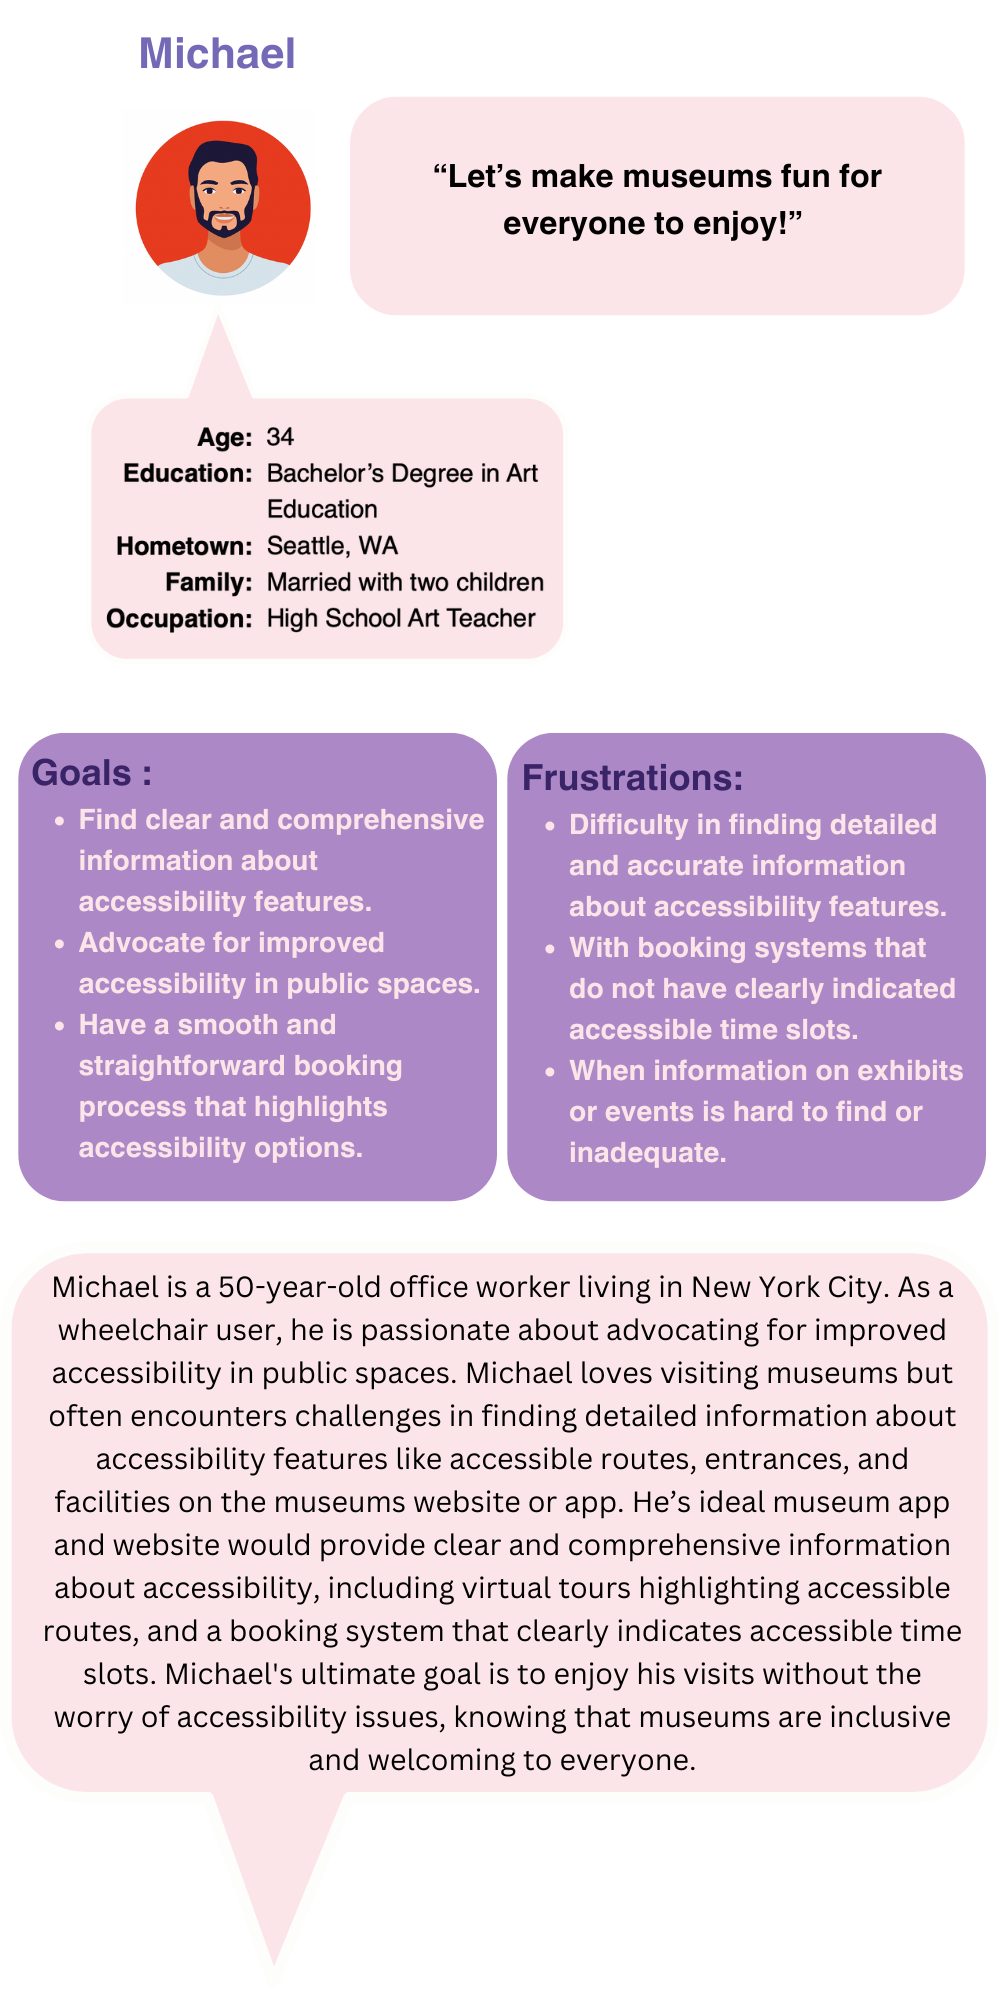 Michael
“Let’s make museums fun for
everyone to enjoy!”
Age: 34
Education: Bachelor’s Degree in Art
Education
Hometown: Seattle, WA
Family: Married with two children
Occupation: High School Art Teacher
Goals :
• Find clear and comprehensive
information about
accessibility features.
• Advocate for improved
accessibility in public spaces.
• Have a smooth and
straightforward booking
process that highlights
accessibility options.
Frustrations:
• Difficulty in finding detailed
and accurate information
about accessibility features.
• With booking systems that
do not have clearly indicated
accessible time slots.
• When information on exhibits
or events is hard to find or
inadequate.
Michael is a 50-year-old office worker living in New York City. As a
wheelchair user, he is passionate about advocating for improved
accessibility in public spaces. Michael loves visiting museums but
often encounters challenges in finding detailed information about
accessibility features like accessible routes, entrances, and
facilities on the museums website or app. He’s ideal museum app
and website would provide clear and comprehensive information
about accessibility, including virtual tours highlighting accessible
routes, and a booking system that clearly indicates accessible time
slots. Michael's ultimate goal is to enjoy his visits without the
worry of accessibility issues, knowing that museums are inclusive
and welcoming to everyone.